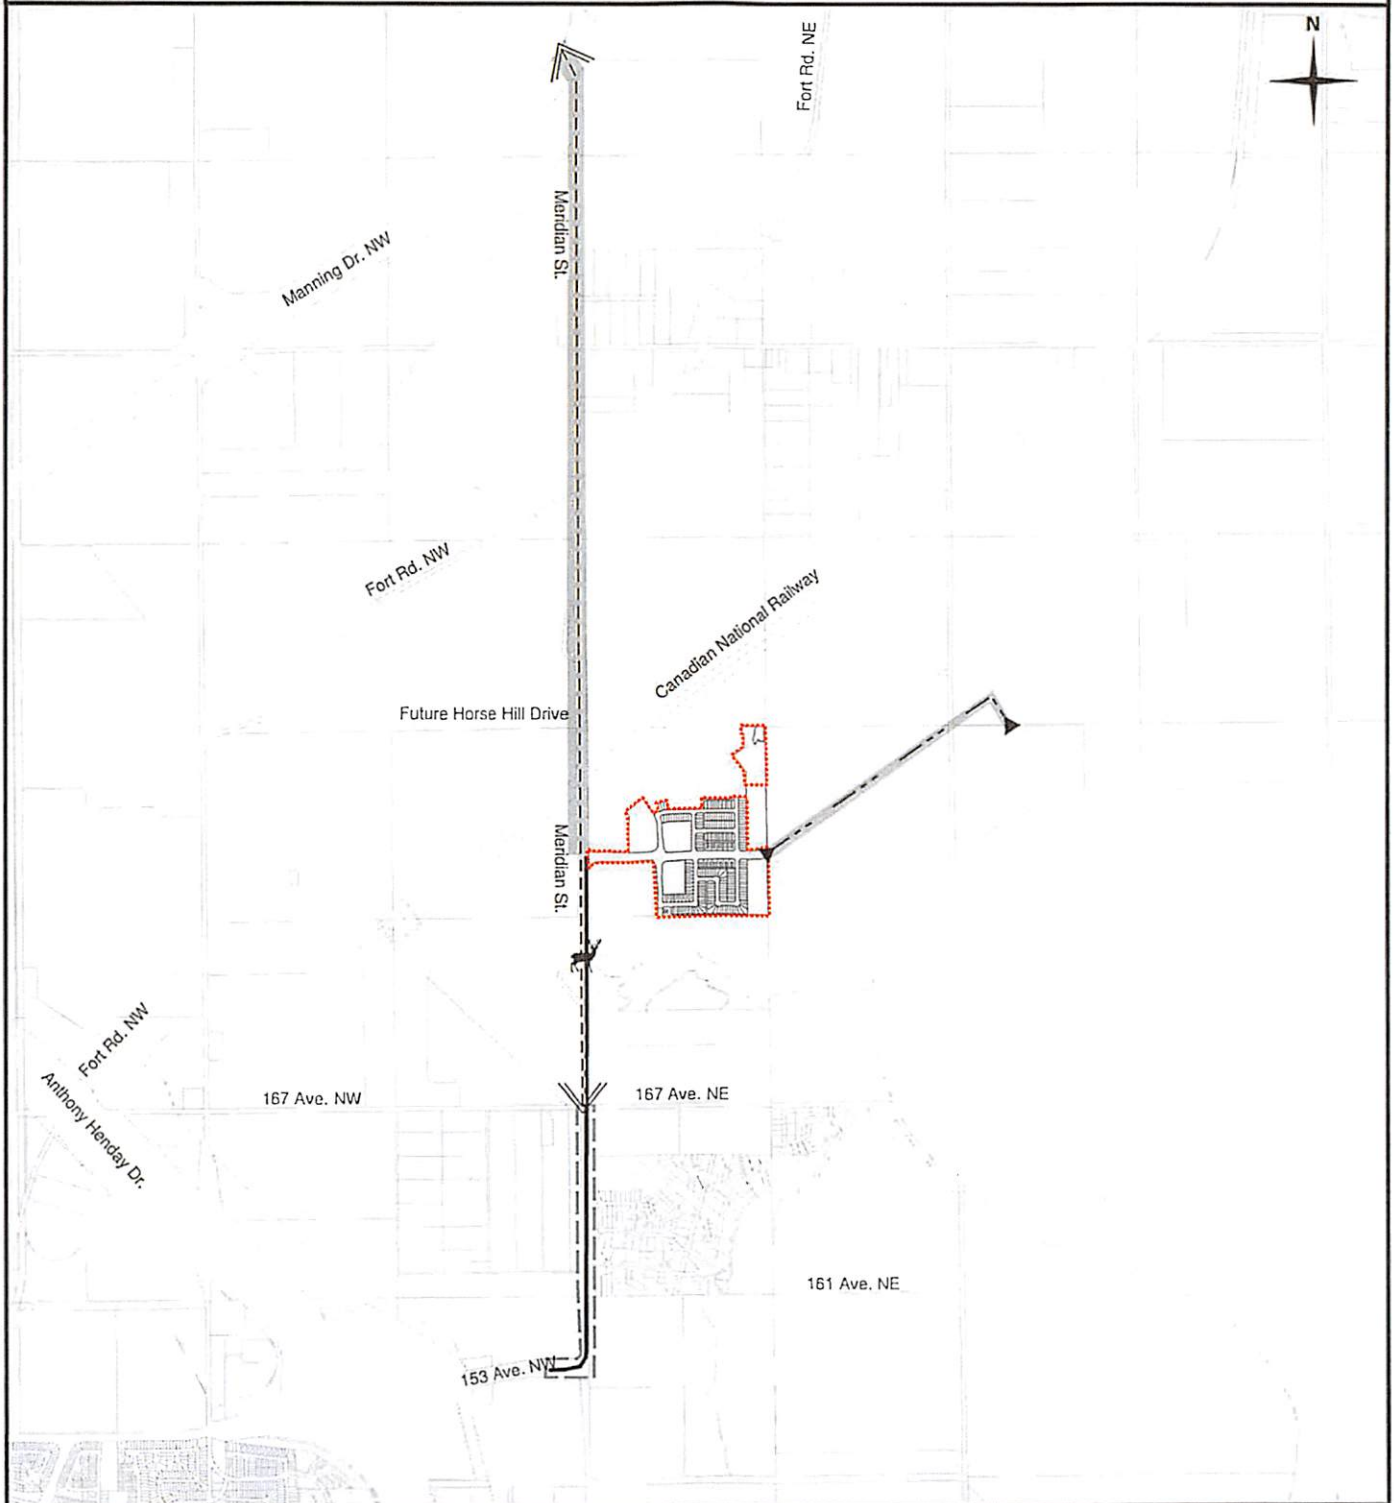 N
Fort Rd. NE
Meridian St.
Manning Dr. NW
Fort Rd. NW
Canadian National Railway
Future Horse Hill Drive
Meridian St.
Fort Rd. NW
Anthony Henday Dr.
167 Ave. NW
167 Ave. NE
161 Ave. NE
153 Ave. NW